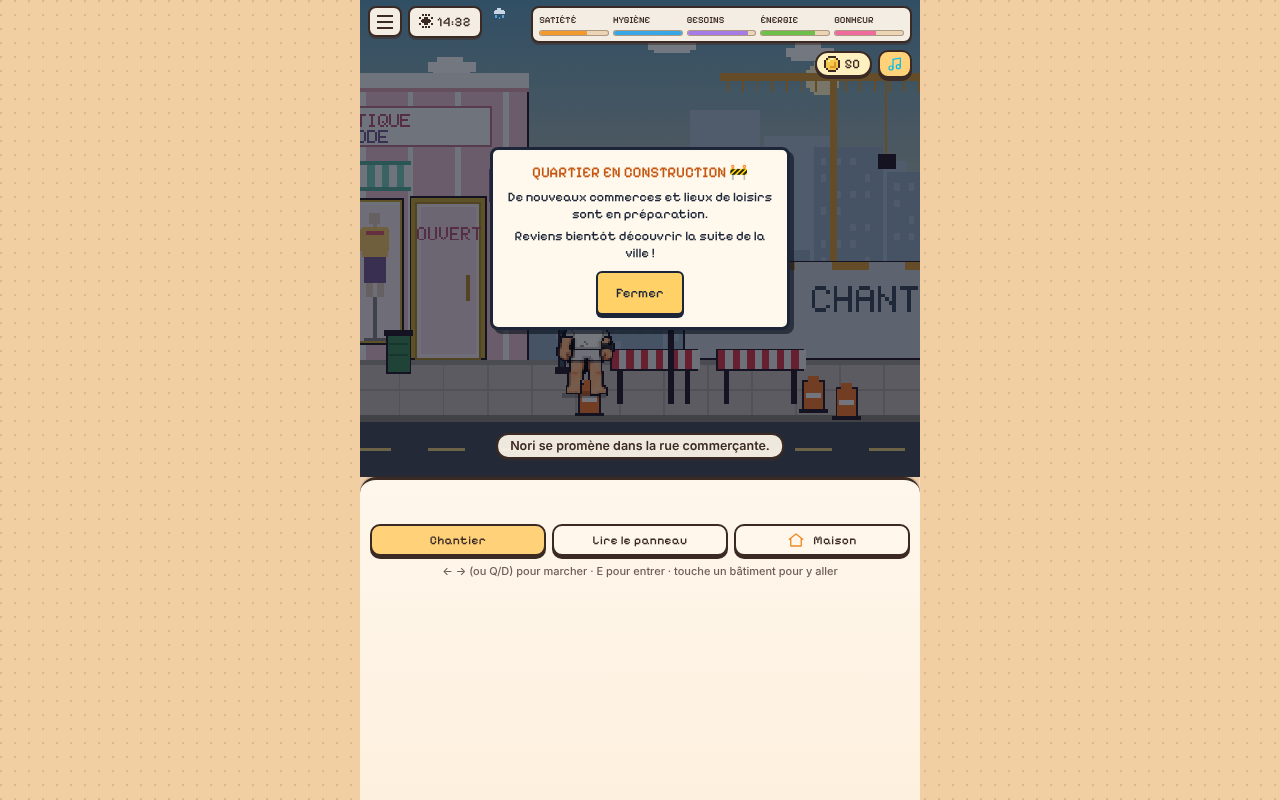 14:38
SATIÉTÉ
HYGIÈNE
BESOINS
ÉNERGIE
BONHEUR
80
TIQUE
ODE
QUARTIER EN CONSTRUCTION
De nouveaux commerces et lieux de loisirs
sont en préparation.
Reviens bientôt découvrir la suite de la
ville !
Fermer
OUVERT
CHANT
Nori se promène dans la rue commerçante.
Chantier
Lire le panneau
Maison
← → (ou Q/D) pour marcher · E pour entrer · touche un bâtiment pour y aller